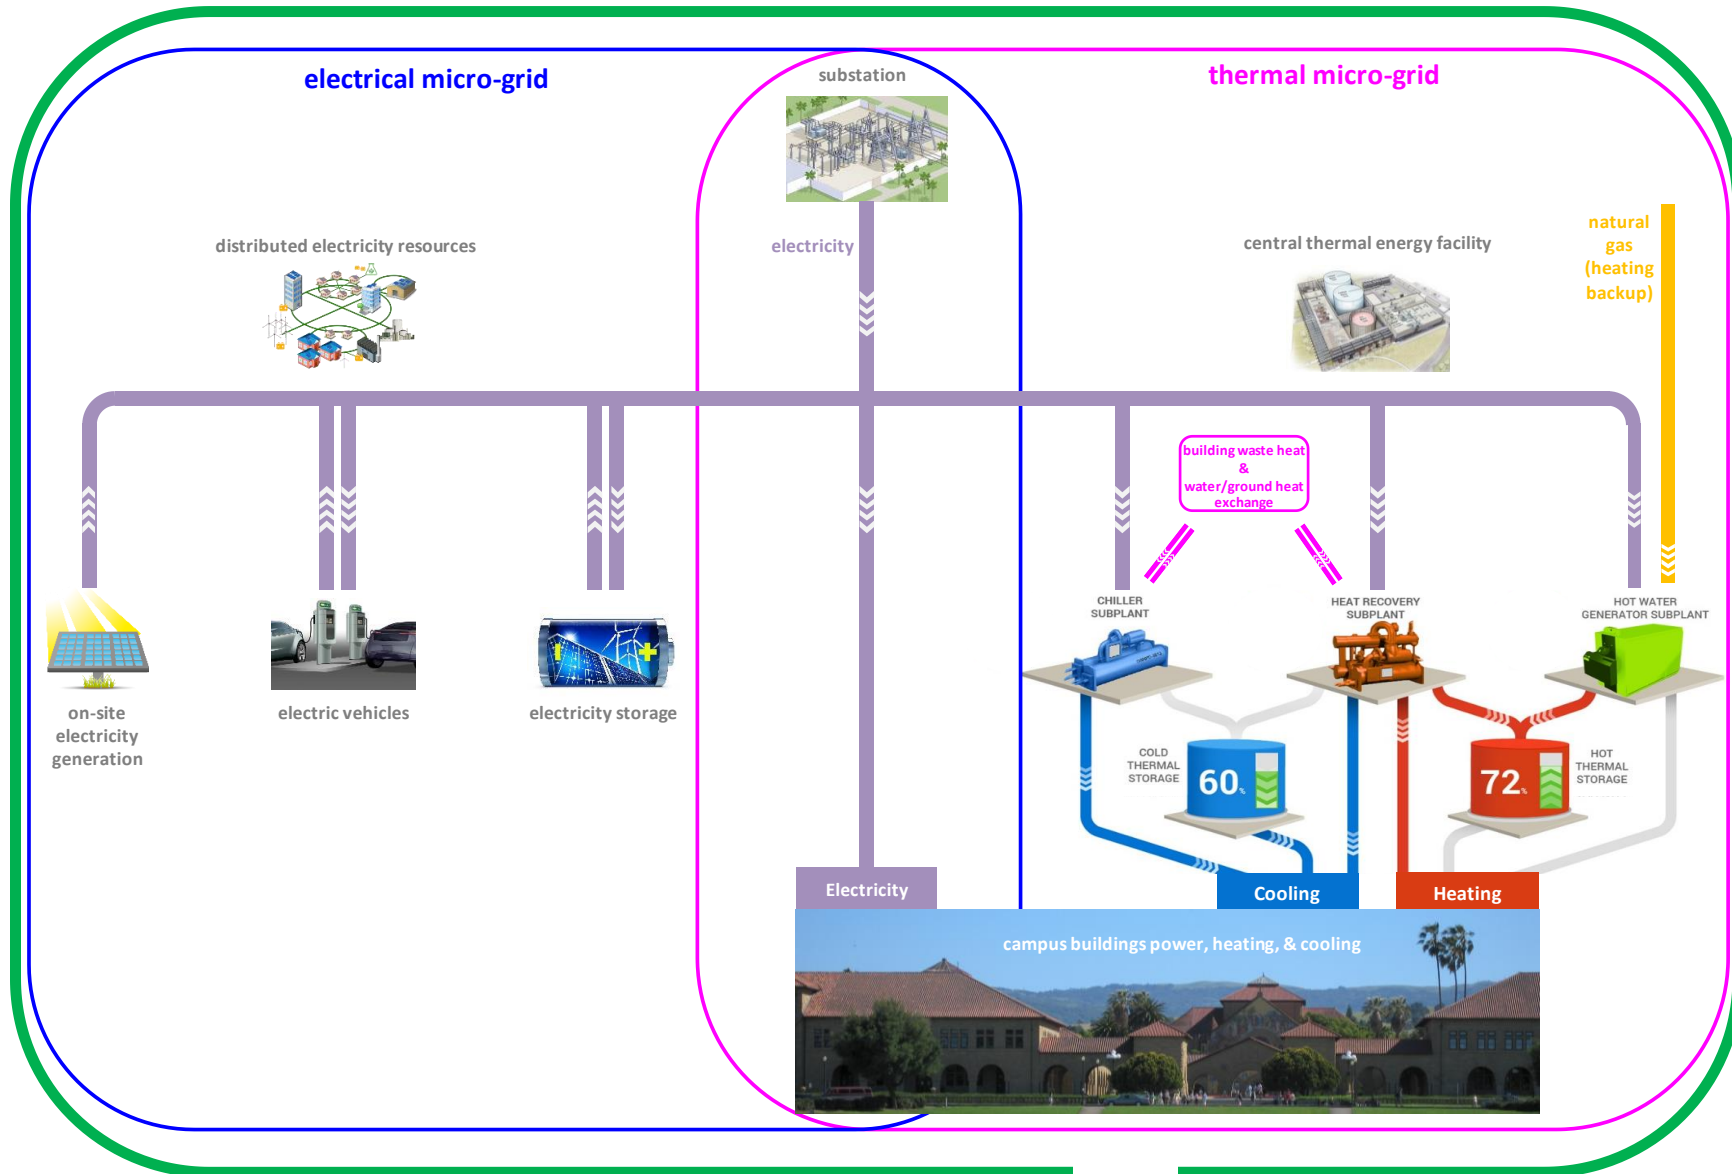 electrical micro-grid
substation
thermal micro-grid
distributed electricity resources
electricity
central thermal energy facility
natural
gas
(heating
backup)
building waste heat
&
water/ground heat
exchange
CHILLER
SUBPLANT
HEAT RECOVERY
SUBPLANT
HOT WATER
GENERATOR SUBPLANT
on-site
electricity
generation
electric vehicles
electricity storage
COLD
THERMAL
STORAGE
60%
72%
HOT
THERMAL
STORAGE
Electricity
Cooling
Heating
campus buildings power, heating, & cooling